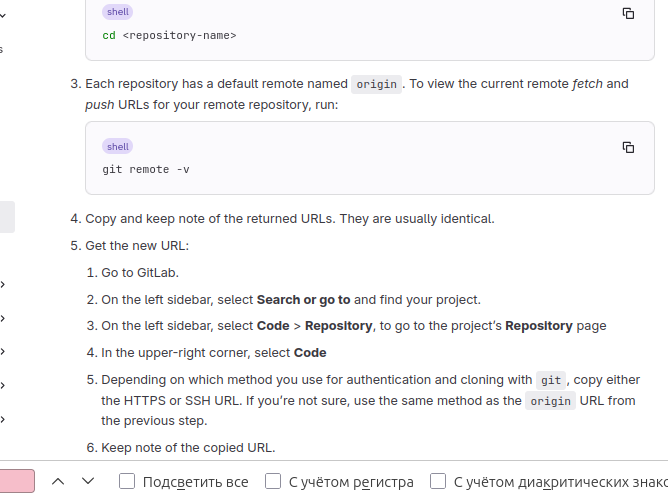 shell
cd <repository-name>
3. Each repository has a default remote named origin. To view the current remote fetch and
push URLs for your remote repository, run:
shell
git remote -v
4. Copy and keep note of the returned URLs. They are usually identical.
5. Get the new URL:
1. Go to GitLab.
2. On the left sidebar, select Search or go to and find your project.
3. On the left sidebar, select Code > Repository, to go to the project's Repository page
4. In the upper-right corner, select Code
5. Depending on which method you use for authentication and cloning with git, copy either
the HTTPS or SSH URL. If you're not sure, use the same method as the origin URL from
the previous step.
6. Keep note of the copied URL.
Подсветить все С учётом регистра С учётом диакритических